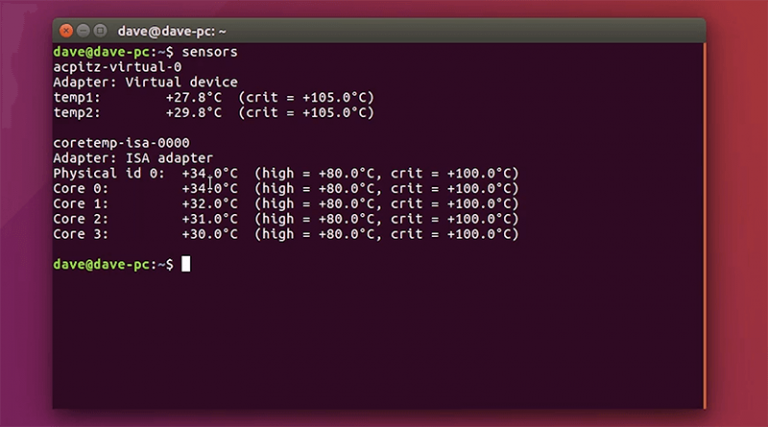 dave@dave-pc: ~
dave@dave-pc:~$ sensors
acpitz-virtual-0
Adapter: Virtual device
temp1:        +27.8°C  (crit = +105.0°C)
temp2:        +29.8°C  (crit = +105.0°C)
coretemp-isa-0000
Adapter: ISA adapter
Physical id 0:  +34.0°C  (high = +80.0°C, crit = +100.0°C)
Core 0:         +34.0°C  (high = +80.0°C, crit = +100.0°C)
Core 1:         +32.0°C  (high = +80.0°C, crit = +100.0°C)
Core 2:         +31.0°C  (high = +80.0°C, crit = +100.0°C)
Core 3:         +30.0°C  (high = +80.0°C, crit = +100.0°C)
dave@dave-pc:~$